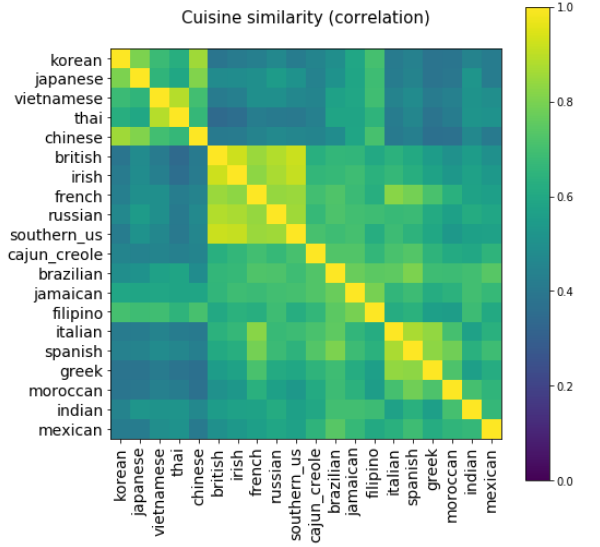 Cuisine similarity (correlation)
korean
japanese
vietnamese
thai
chinese
british
irish
french
russian
southern_us
cajun_creole
brazilian
jamaican
filipino
italian
spanish
greek
moroccan
indian
mexican
korean
japanese
vietnamese
thai
chinese
british
irish
french
russian
southern_us
cajun_creole
brazilian
jamaican
filipino
italian
spanish
greek
moroccan
indian
mexican
1.0
0.8
0.6
0.4
0.2
0.0